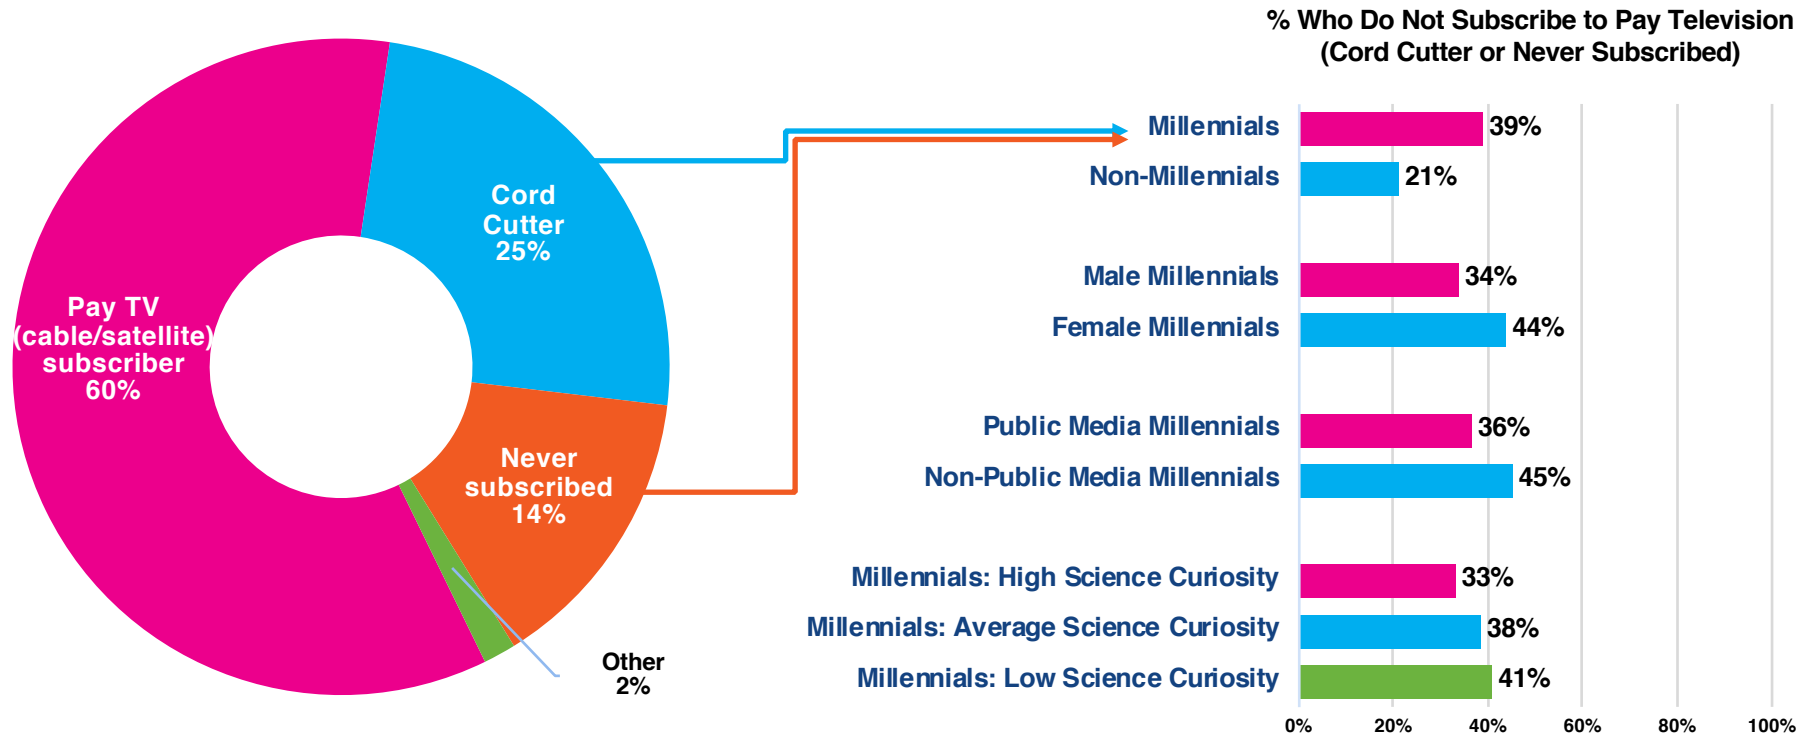 % Who Do Not Subscribe to Pay Television
(Cord Cutter or Never Subscribed)
Pay TV
(cable/satellite)
subscriber
60%
Cord
Cutter
25%
Never
subscribed
14%
Other
2%
Millennials 39%
Non-Millennials 21%
Male Millennials 34%
Female Millennials 44%
Public Media Millennials 36%
Non-Public Media Millennials 45%
Millennials: High Science Curiosity 33%
Millennials: Average Science Curiosity 38%
Millennials: Low Science Curiosity 41%
0% 20% 40% 60% 80% 100%